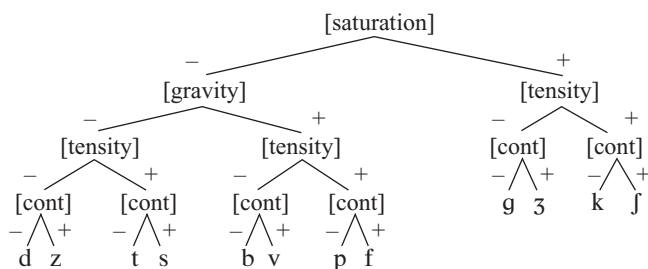 [saturation]
– +
[gravity] [tensity]
– + – +
[tensity] [tensity] [cont] [cont]
– + – + – + – +
[cont] [cont] [cont] [cont] ɡ ʒ k ʃ
– + – + – + – +
d z t s b v p f